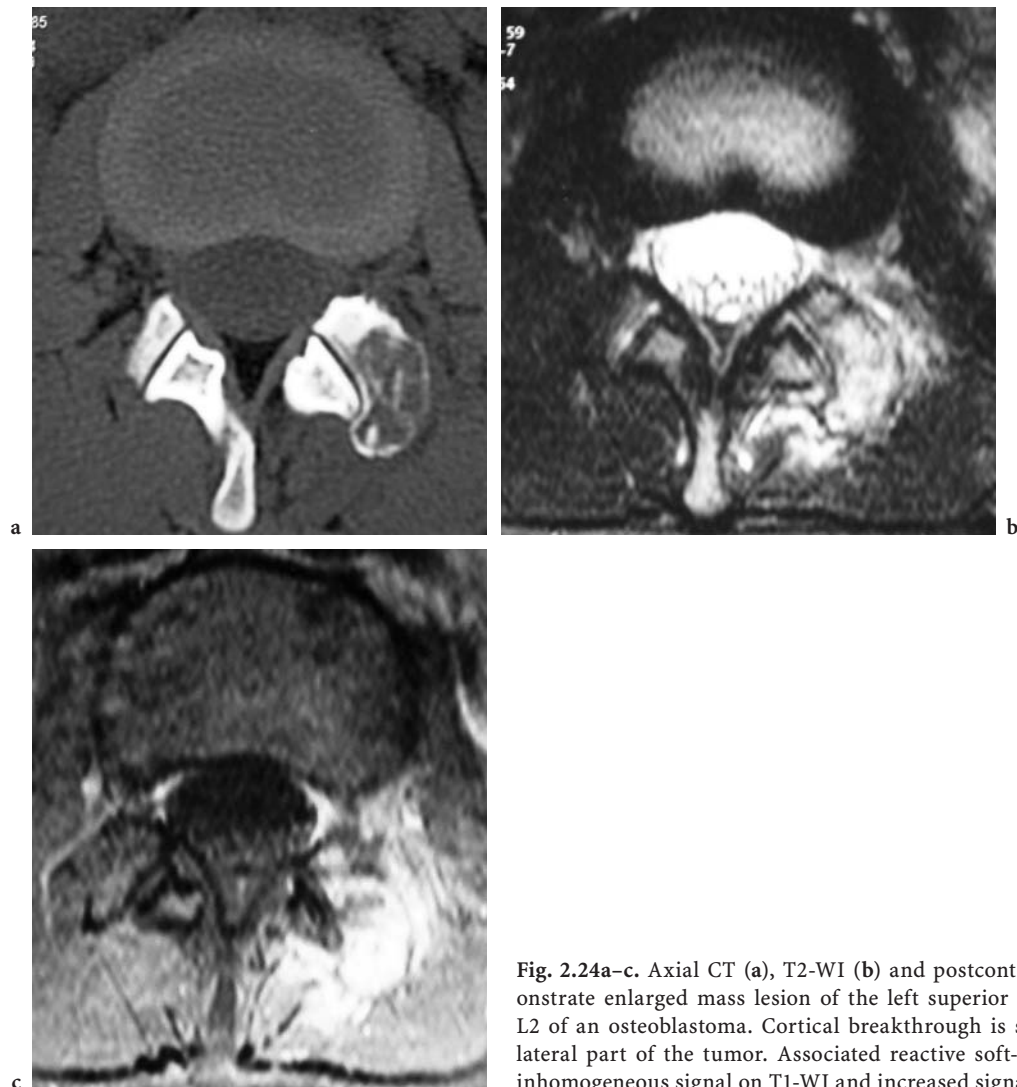 85
59
-7
54
a
b
c
Fig. 2.24a–c. Axial CT (a), T2-WI (b) and postcont
onstrate enlarged mass lesion of the left superior
L2 of an osteoblastoma. Cortical breakthrough is s
lateral part of the tumor. Associated reactive soft-
inhomogeneous signal on T1-WI and increased signa